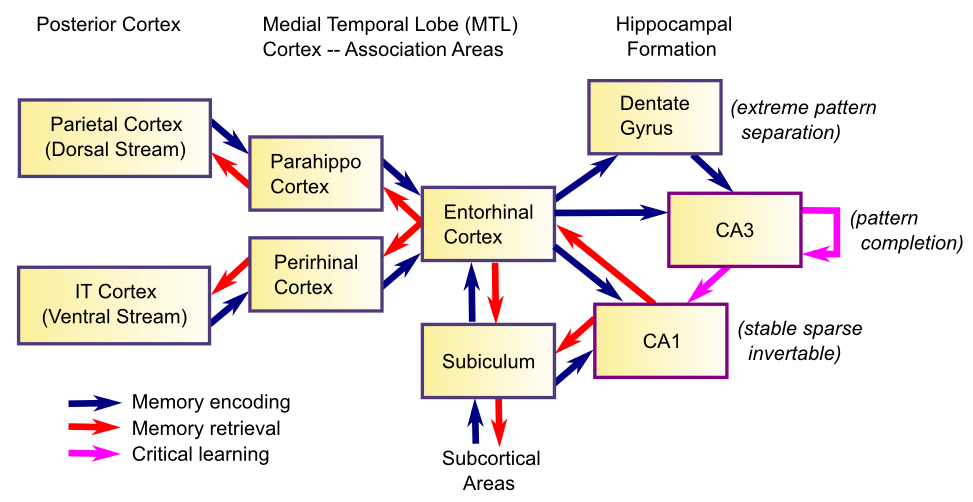 Posterior Cortex
Medial Temporal Lobe (MTL)
Cortex -- Association Areas
Hippocampal
Formation
Parietal Cortex
(Dorsal Stream)
Parahippo
Cortex
Dentate
Gyrus
(extreme pattern
separation)
Entorhinal
Cortex
CA3
(pattern
completion)
IT Cortex
(Ventral Stream)
Perirhinal
Cortex
Subiculum
CA1
(stable sparse
invertable)
Memory encoding
Memory retrieval
Critical learning
Subcortical
Areas